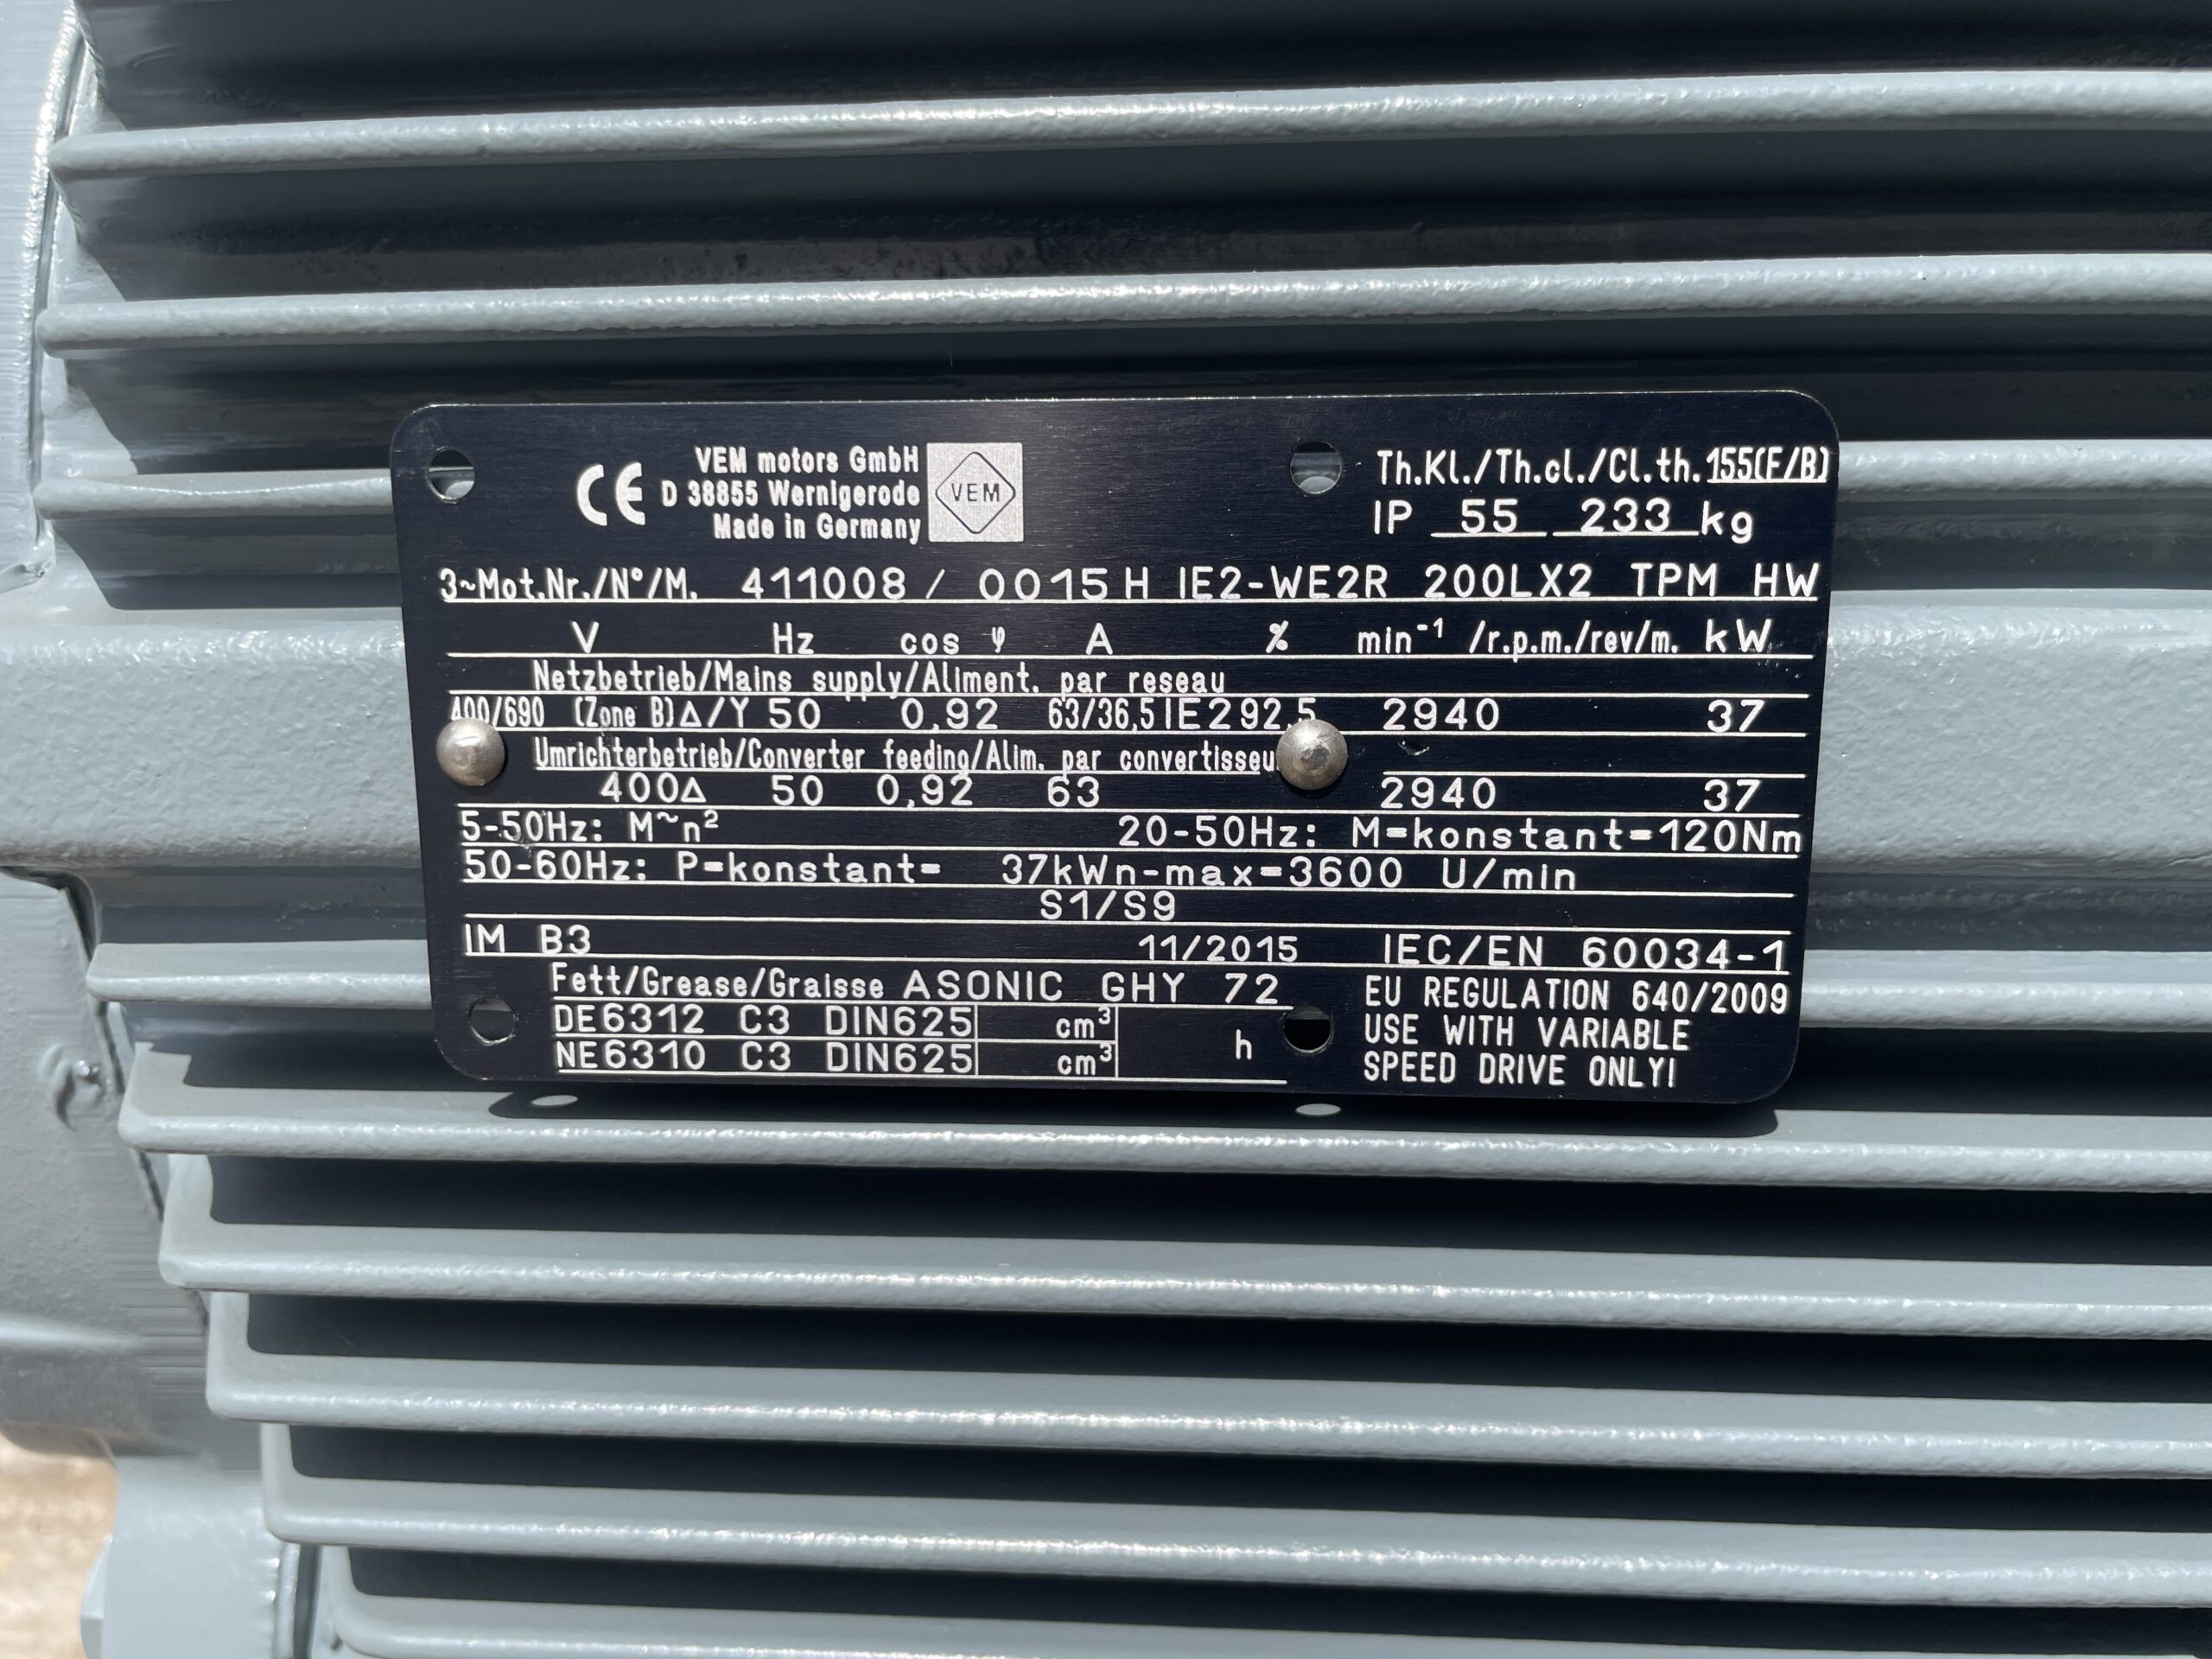 CE
VEM motors GmbH
D 38855 Wernigerode
Made in Germany
VEM
Th.Kl./Th.cl./Cl.th. 155(F/B)
IP 55 233 kg
3~Mot.Nr./N°/M. 411008 / 0015 H IE2-WE2R 200LX2 TPM HW
V Hz cos φ A % min⁻¹ /r.p.m./rev/m. kW
Netzbetrieb/Mains supply/Aliment. par reseau
400/690 (Zone B)Δ/Y 50 0,92 63/36,5 IE2 92,5 2940 37
Umrichterbetrieb/Converter feeding/Alim. par convertisseu
400Δ 50 0,92 63 2940 37
5-50Hz: M~n² 20-50Hz: M=konstant=120Nm
50-60Hz: P=konstant= 37kWn-max=3600 U/min
S1/S9
IM B3 11/2015 IEC/EN 60034-1
Fett/Grease/Graisse ASONIC GHY 72
DE6312 C3 DIN625 cm³
NE6310 C3 DIN625 cm³ h
EU REGULATION 640/2009
USE WITH VARIABLE
SPEED DRIVE ONLY!